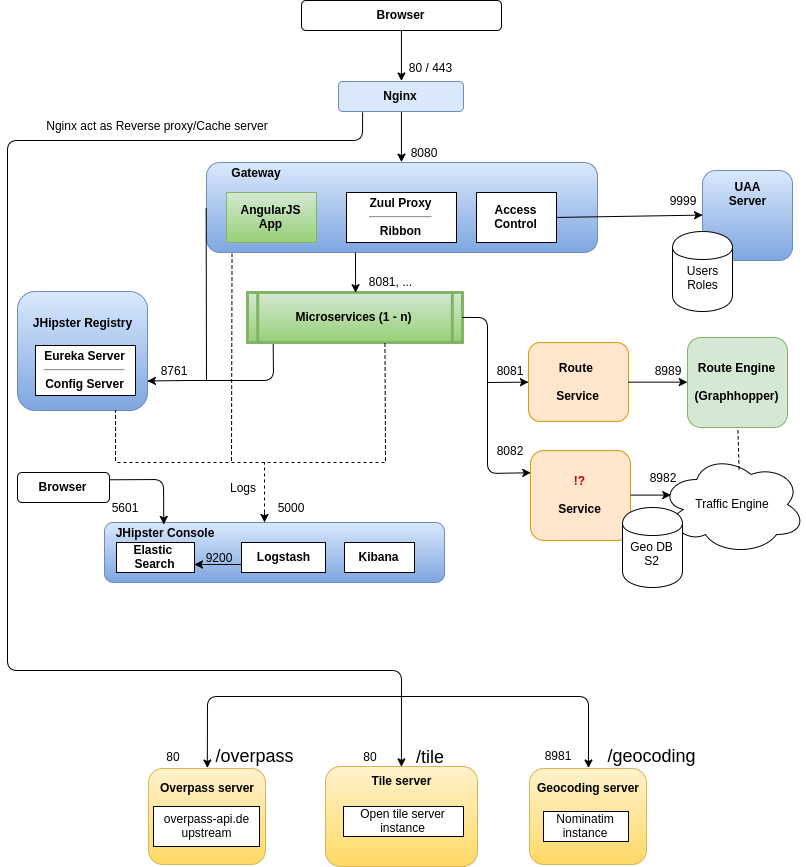 Browser
80 / 443
Nginx
Nginx act as Reverse proxy/Cache server
8080
Gateway
AngularJS
App
Zuul Proxy
Ribbon
Access
Control
9999
UAA
Server
Users
Roles
8081, ...
Microservices (1 - n)
JHipster Registry
Eureka Server
Config Server
8761
8081
Route
Service
8989
Route Engine
(Graphhopper)
8082
!?
Service
8982
Traffic Engine
Geo DB
S2
Browser
5601
Logs
5000
JHipster Console
Elastic
Search
9200
Logstash
Kibana
80
/overpass
80
/tile
8981
/geocoding
Overpass server
overpass-api.de
upstream
Tile server
Open tile server
instance
Geocoding server
Nominatim
instance